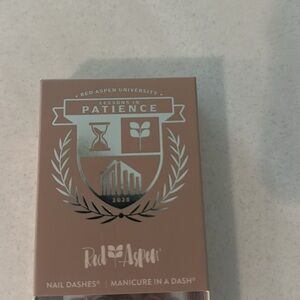 • RED ASPEN UNIVERSITY •
LESSONS IN
PATIENCE
2025
Red Aspen®
NAIL DASHES® | MANICURE IN A DASH®